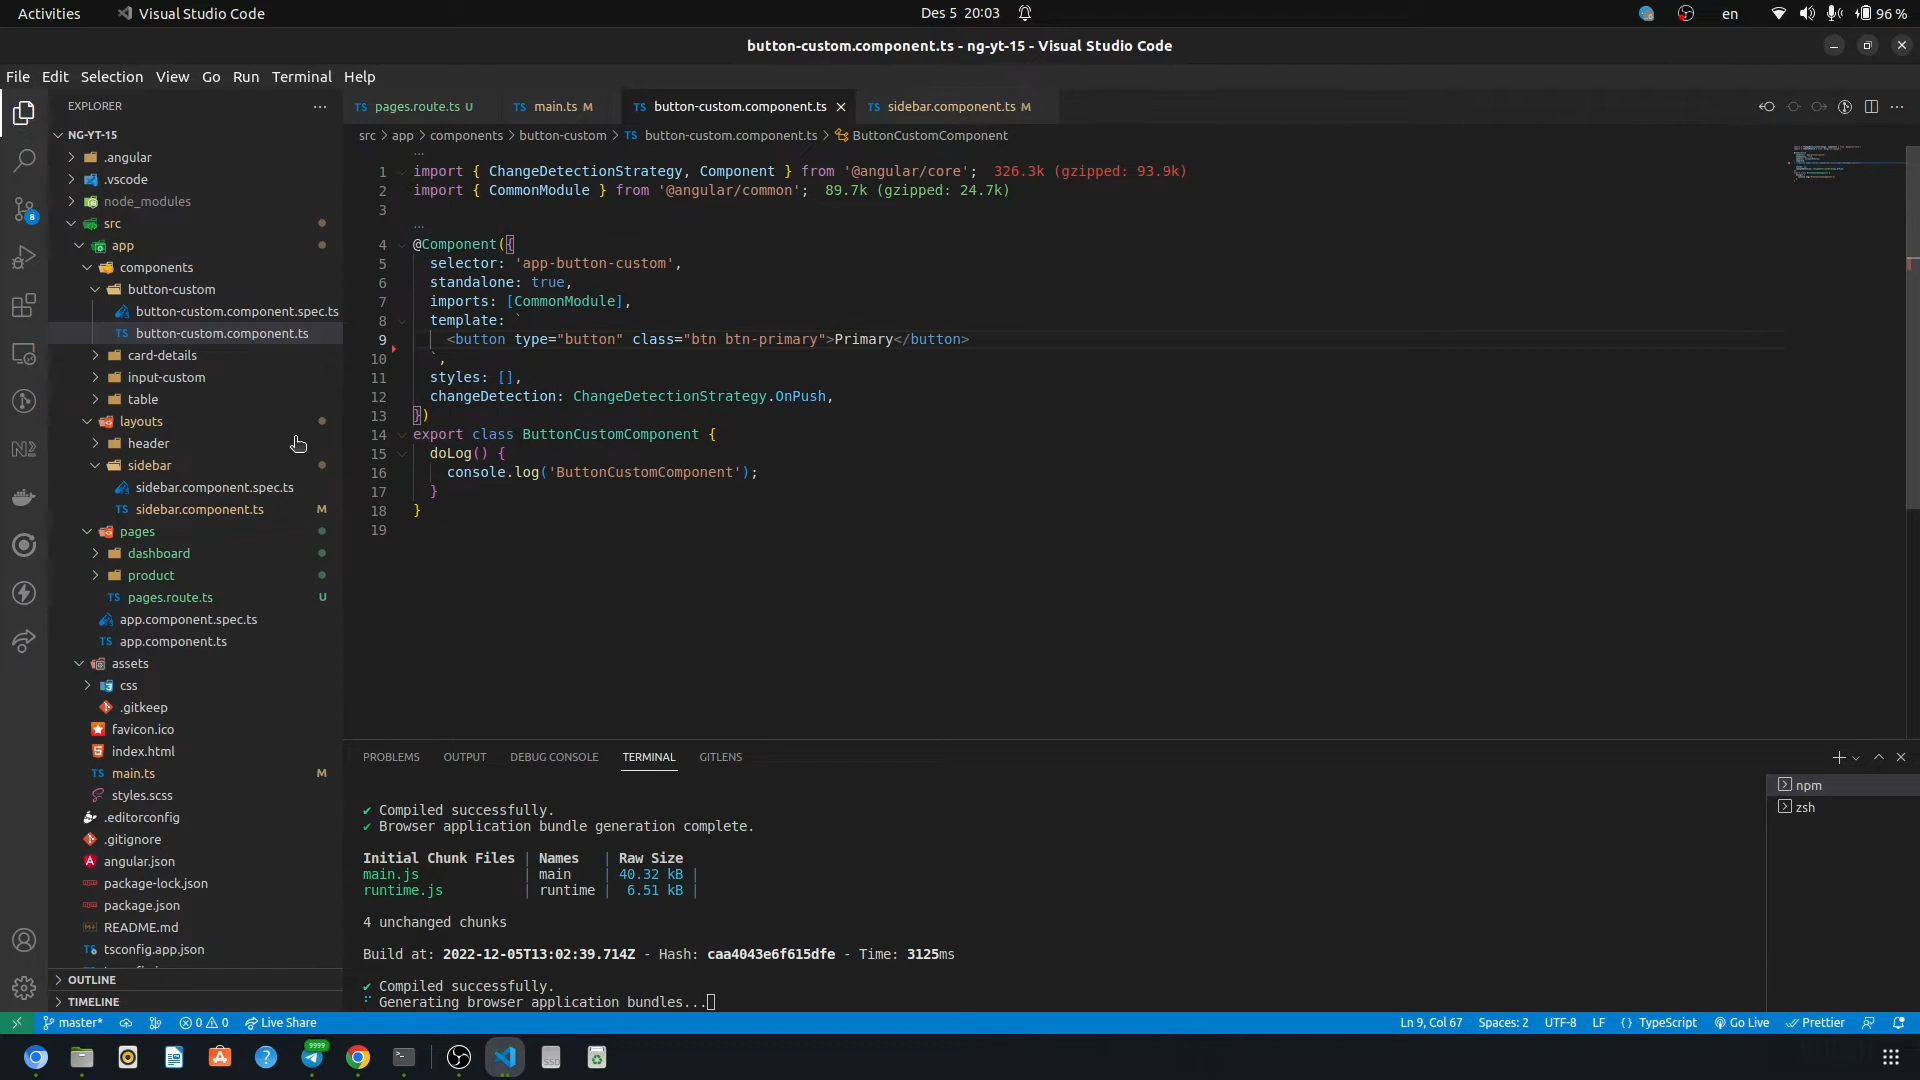 Activities
Visual Studio Code
Des 5 20:03
en
96 %
button-custom.component.ts - ng-yt-15 - Visual Studio Code
File Edit Selection View Go Run Terminal Help
EXPLORER
NG-YT-15
.angular
.vscode
node_modules
src
app
components
button-custom
button-custom.component.spec.ts
button-custom.component.ts
card-details
input-custom
table
layouts
header
sidebar
sidebar.component.spec.ts
sidebar.component.ts M
pages
dashboard
product
pages.route.ts U
app.component.spec.ts
app.component.ts
assets
css
.gitkeep
favicon.ico
index.html
main.ts M
styles.scss
.editorconfig
.gitignore
angular.json
package-lock.json
package.json
README.md
tsconfig.app.json
OUTLINE
TIMELINE
TS pages.route.ts U TS main.ts M TS button-custom.component.ts TS sidebar.component.ts M
src > app > components > button-custom > TS button-custom.component.ts > ButtonCustomComponent
1 import { ChangeDetectionStrategy, Component } from '@angular/core'; 326.3k (gzipped: 93.9k)
2 import { CommonModule } from '@angular/common'; 89.7k (gzipped: 24.7k)
3
4 @Component({
5 selector: 'app-button-custom',
6 standalone: true,
7 imports: [CommonModule],
8 template: `
9 <button type="button" class="btn btn-primary">Primary</button>
10 `,
11 styles: [],
12 changeDetection: ChangeDetectionStrategy.OnPush,
13 })
14 export class ButtonCustomComponent {
15 doLog() {
16 console.log('ButtonCustomComponent');
17 }
18 }
19
PROBLEMS OUTPUT DEBUG CONSOLE TERMINAL GITLENS
✔ Compiled successfully.
✔ Browser application bundle generation complete.
Initial Chunk Files | Names | Raw Size
main.js | main | 40.32 kB |
runtime.js | runtime | 6.51 kB |
4 unchanged chunks
Build at: 2022-12-05T13:02:39.714Z - Hash: caa4043e6f615dfe - Time: 3125ms
✔ Compiled successfully.
Generating browser application bundles...
npm
zsh
master* 0 0 Live Share
Ln 9, Col 67 Spaces: 2 UTF-8 LF {} TypeScript Go Live Prettier
9999
SSD